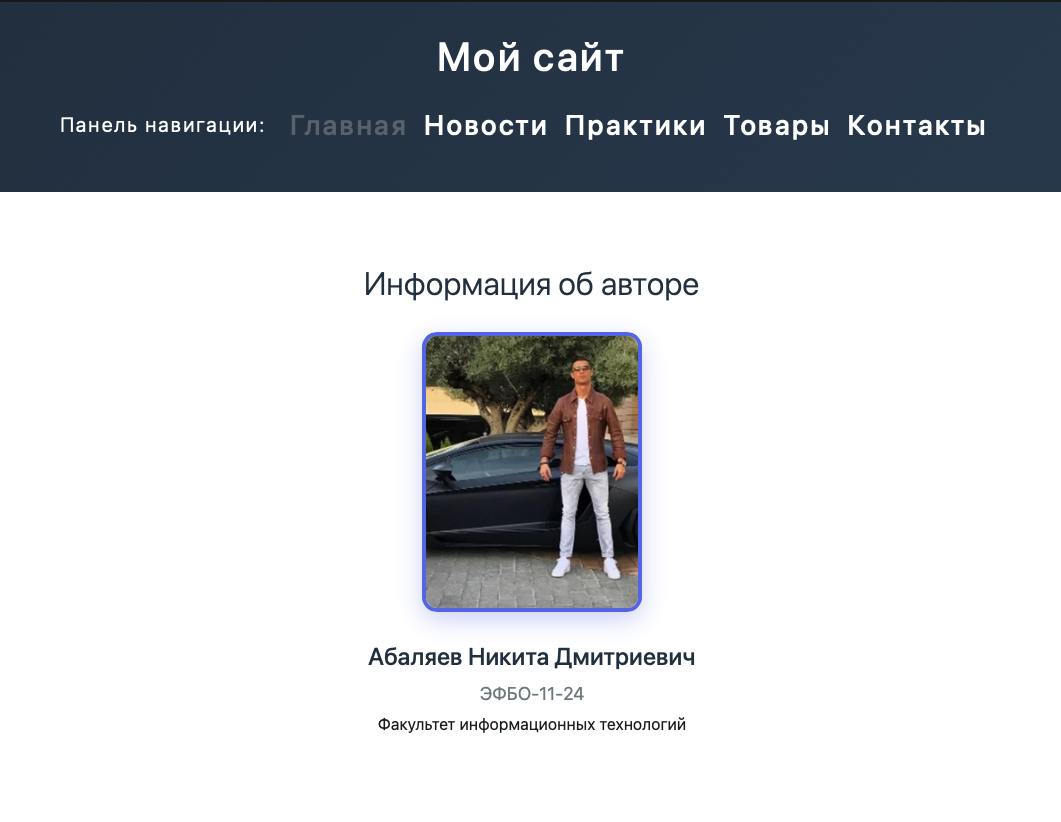 Мой сайт
Панель навигации: Главная Новости Практики Товары Контакты
Информация об авторе
Абаляев Никита Дмитриевич
ЭФБО-11-24
Факультет информационных технологий